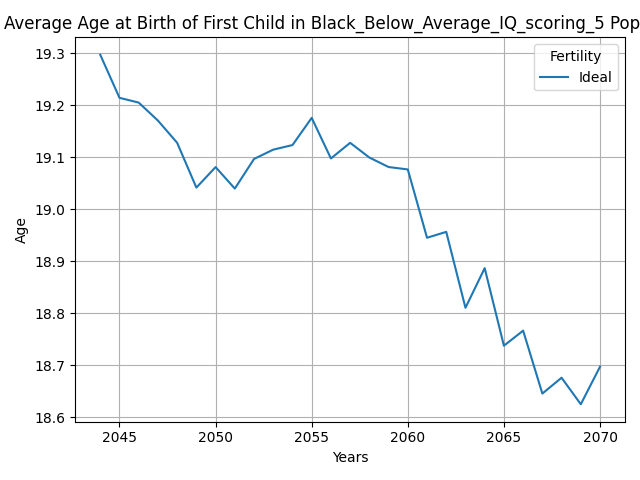 Average Age at Birth of First Child in Black_Below_Average_IQ_scoring_5 Pop
Fertility
Ideal
19.3
19.2
19.1
19.0
18.9
18.8
18.7
18.6
Age
2045 2050 2055 2060 2065 2070
Years